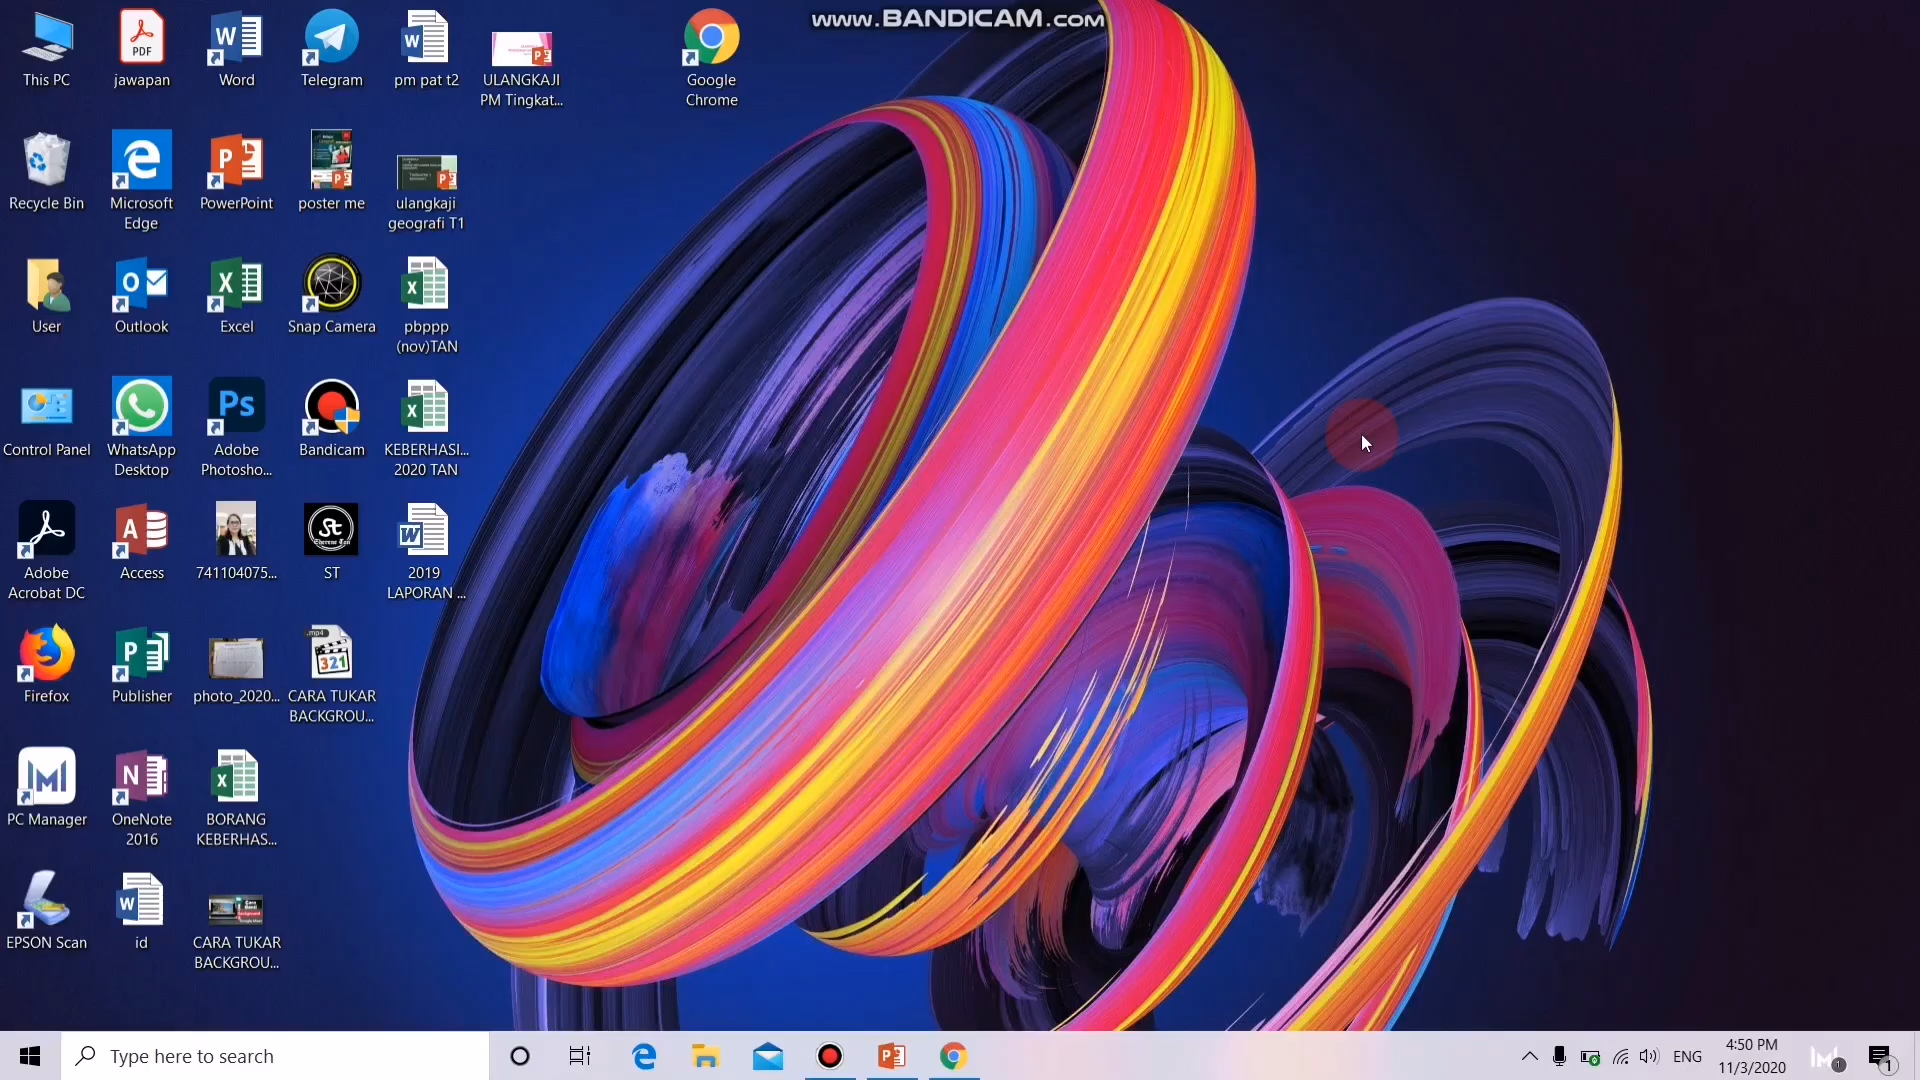 www.BANDICAM.com
This PC
jawapan
Word
Telegram
pm pat t2
ULANGKAJI
PM Tingkat...
Google
Chrome
Recycle Bin
Microsoft
Edge
PowerPoint
poster me
ulangkaji
geografi T1
User
Outlook
Excel
Snap Camera
pbppp
(nov)TAN
Control Panel
WhatsApp
Desktop
Adobe
Photosho...
Bandicam
KEBERHASI...
2020 TAN
Adobe
Acrobat DC
Access
741104075...
ST
2019
LAPORAN ...
Firefox
Publisher
photo_2020...
CARA TUKAR
BACKGROU...
PC Manager
OneNote
2016
BORANG
KEBERHAS...
EPSON Scan
id
CARA TUKAR
BACKGROU...
Type here to search
ENG
4:50 PM
11/3/2020